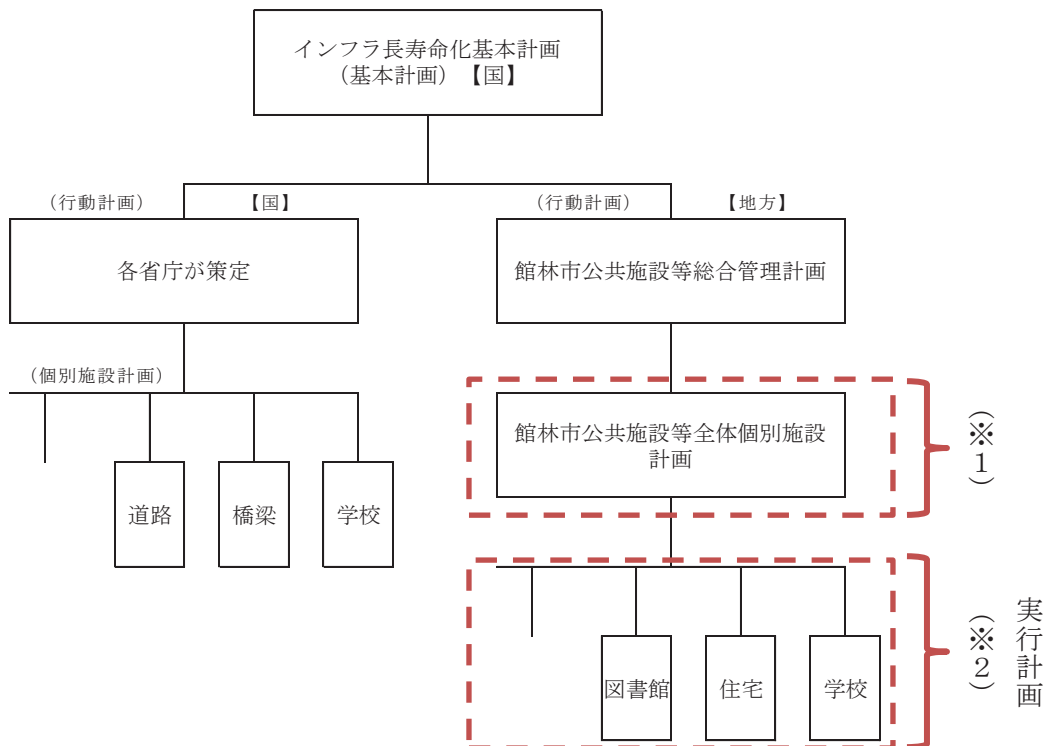 インフラ長寿命化基本計画
（基本計画）【国】
（行動計画）
【国】
（行動計画）
【地方】
各省庁が策定
館林市公共施設等総合管理計画
（個別施設計画）
館林市公共施設等全体個別施設
計画
（※1）
道路
橋梁
学校
実行計画
（※2）
図書館
住宅
学校